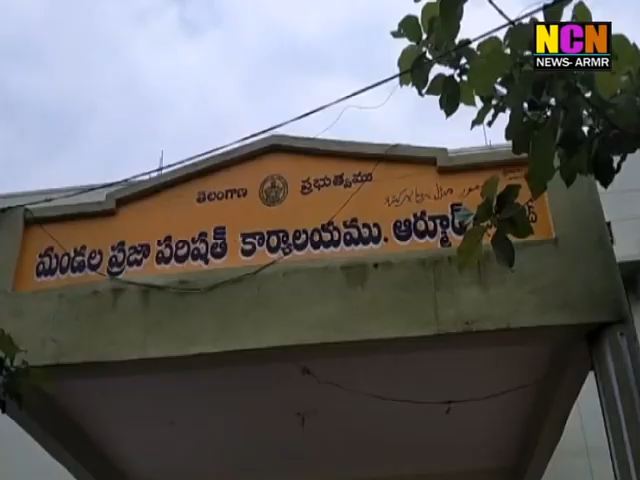 NCN
NEWS- ARMR
తెలంగాణ ప్రభుత్వము
మండల ప్రజా పరిషత్ కార్యాలయము. ఆర్మూర్